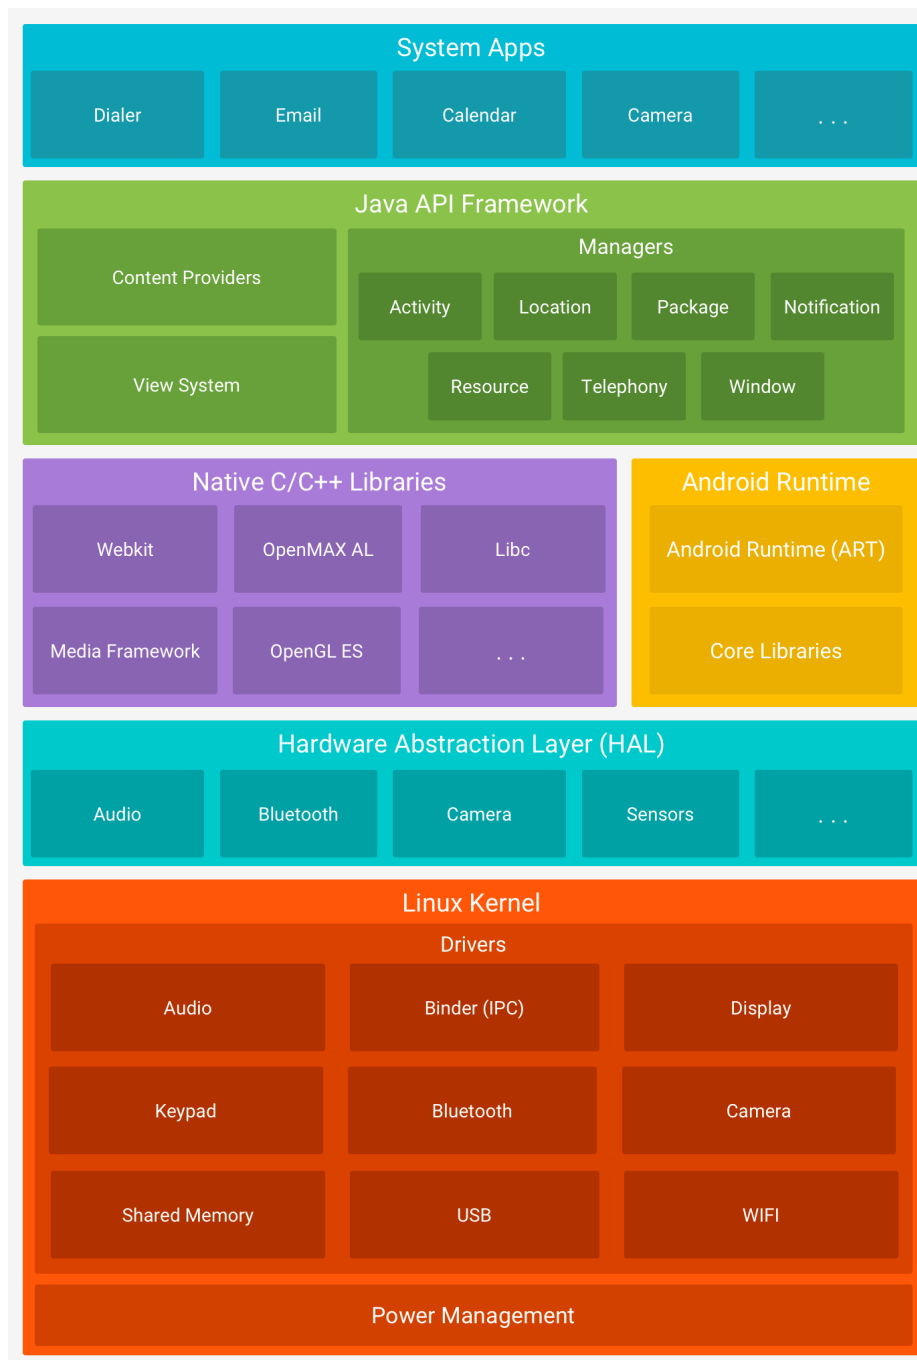 System Apps
Dialer
Email
Calendar
Camera
. . .
Java API Framework
Content Providers
View System
Managers
Activity
Location
Package
Notification
Resource
Telephony
Window
Native C/C++ Libraries
Webkit
OpenMAX AL
Libc
Media Framework
OpenGL ES
. . .
Android Runtime
Android Runtime (ART)
Core Libraries
Hardware Abstraction Layer (HAL)
Audio
Bluetooth
Camera
Sensors
. . .
Linux Kernel
Drivers
Audio
Binder (IPC)
Display
Keypad
Bluetooth
Camera
Shared Memory
USB
WIFI
Power Management